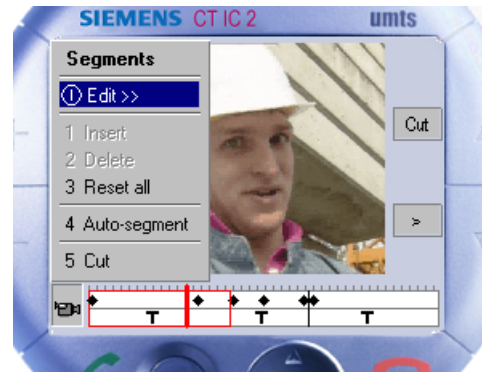 SIEMENS CT IC 2 umts
Segments
Edit >>
1 Insert
2 Delete
3 Reset all
4 Auto-segment
5 Cut
Cut
>
T T T